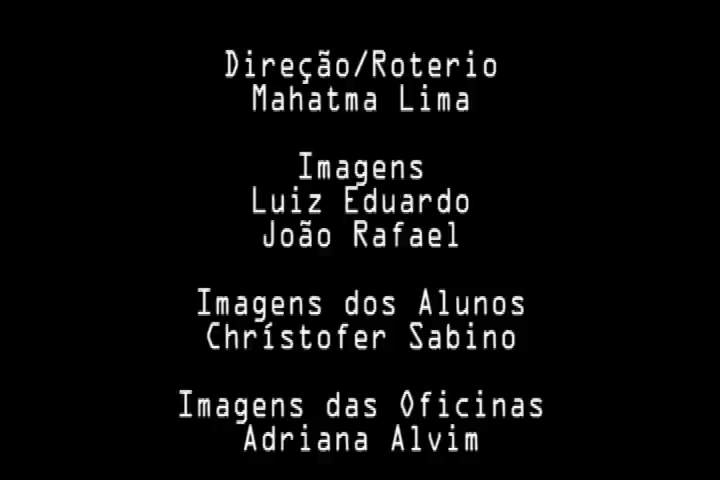 Direção/Roterio
Mahatma Lima
Imagens
Luiz Eduardo
João Rafael
Imagens dos Alunos
Chrístofer Sabino
Imagens das Oficinas
Adriana Alvim